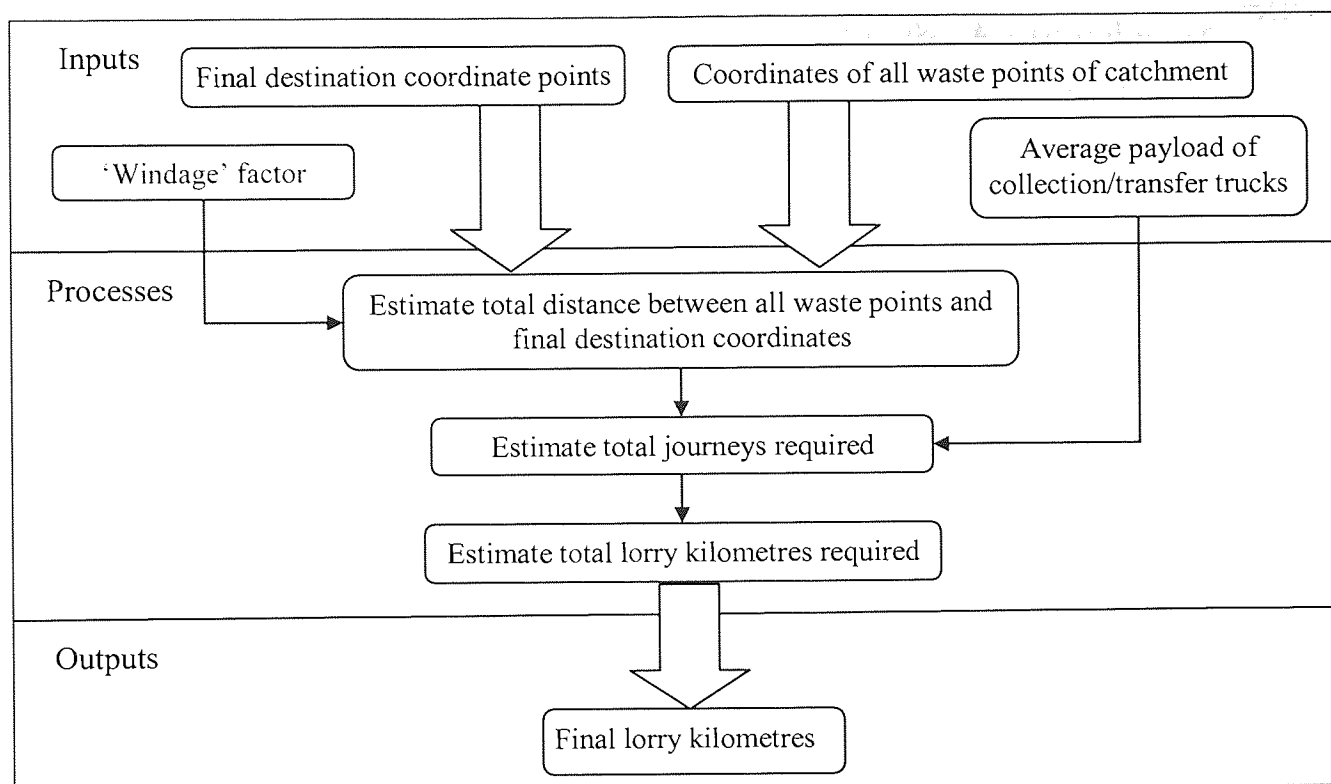 Inputs
Final destination coordinate points
Coordinates of all waste points of catchment
'Windage' factor
Average payload of
collection/transfer trucks
Processes
Estimate total distance between all waste points and
final destination coordinates
Estimate total journeys required
Estimate total lorry kilometres required
Outputs
Final lorry kilometres